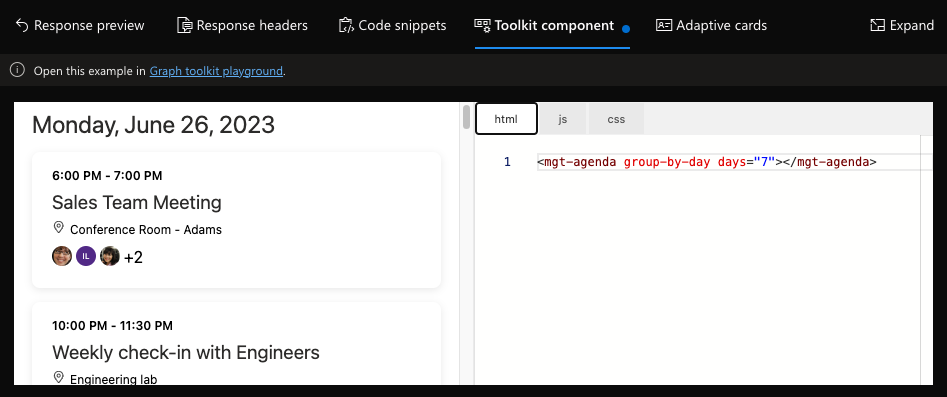 Response preview
Response headers
Code snippets
Toolkit component
Adaptive cards
Expand
Open this example in Graph toolkit playground.
Monday, June 26, 2023
6:00 PM - 7:00 PM
Sales Team Meeting
Conference Room - Adams
IL
+2
10:00 PM - 11:30 PM
Weekly check-in with Engineers
Engineering lab
html
js
css
1
<mgt-agenda group-by-day days="7"></mgt-agenda>